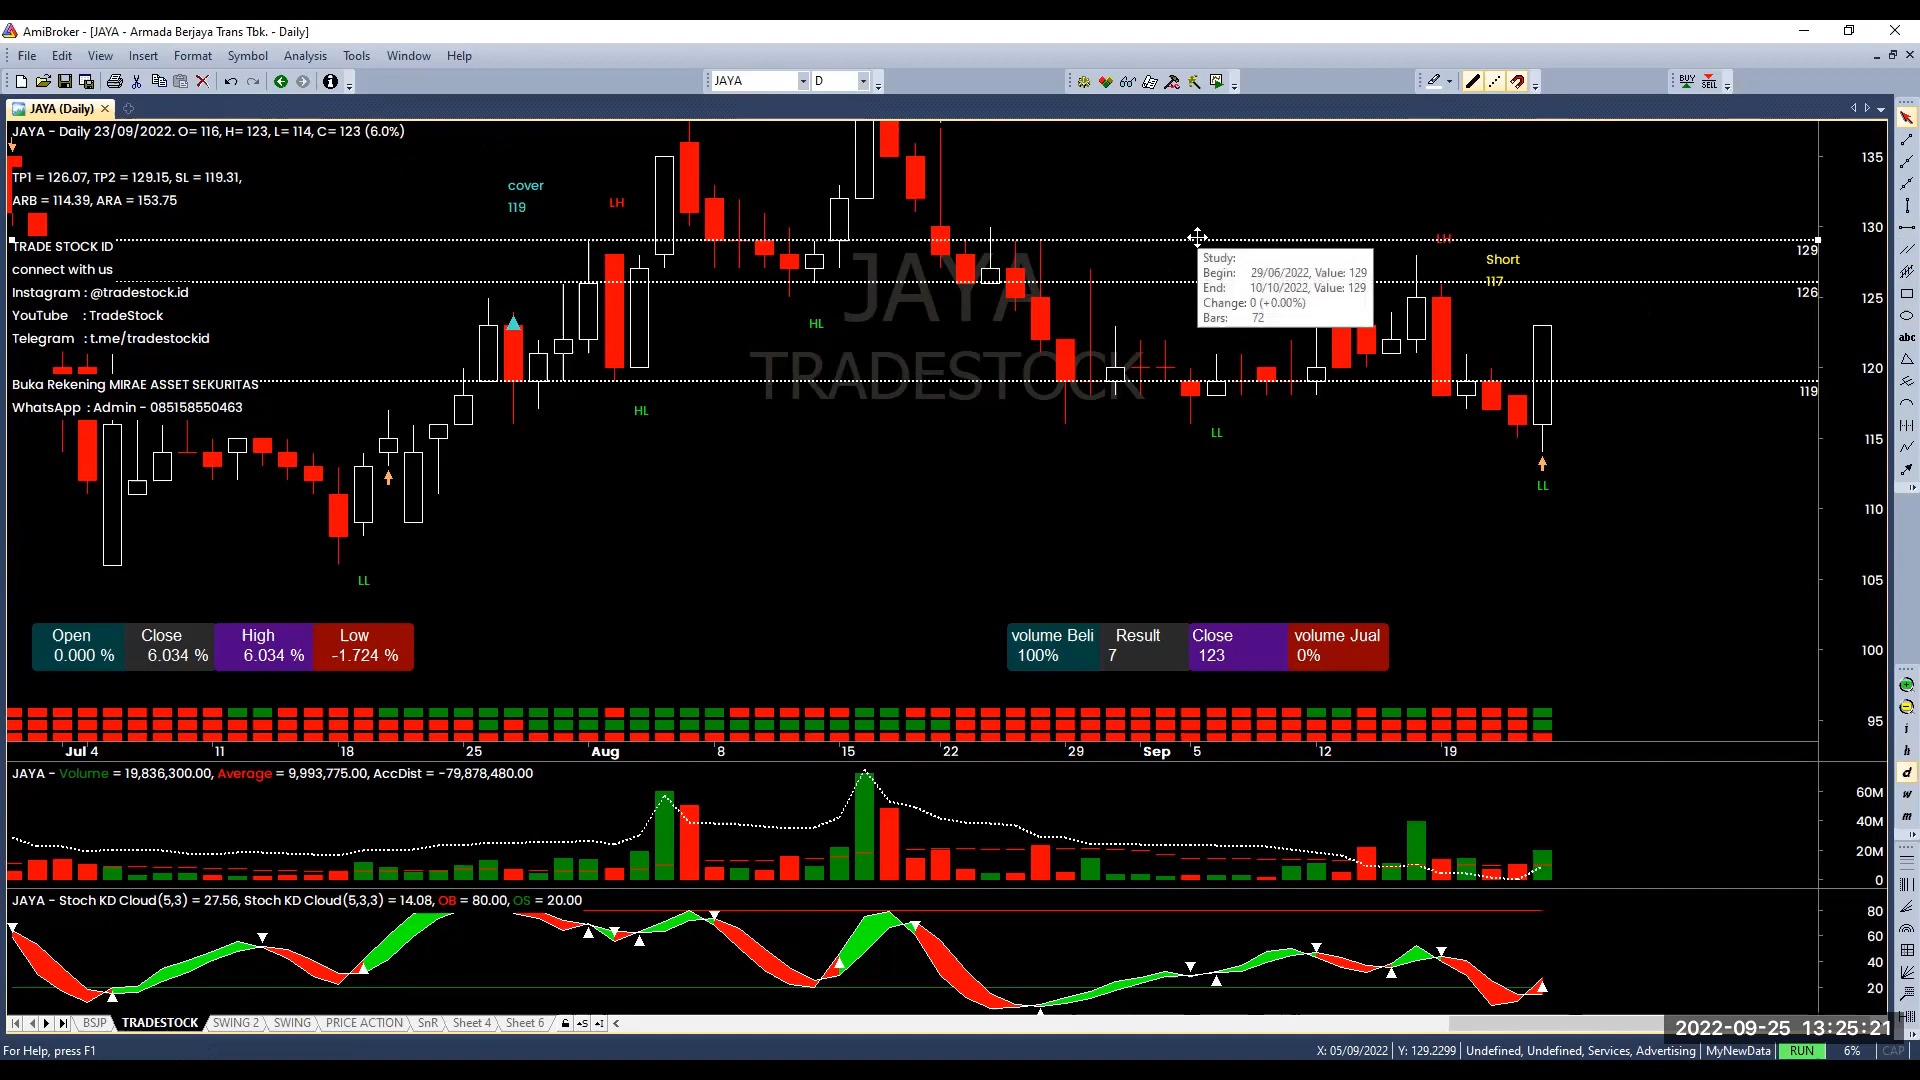 AmiBroker - [JAYA - Armada Berjaya Trans Tbk. - Daily]
File Edit View Insert Format Symbol Analysis Tools Window Help
JAYA D
BUY SELL
JAYA (Daily)
JAYA - Daily 23/09/2022. O= 116, H= 123, L= 114, C= 123 (6.0%)
TP1 = 126.07, TP2 = 129.15, SL = 119.31,
ARB = 114.39, ARA = 153.75
TRADE STOCK ID
connect with us
Instagram : @tradestock.id
YouTube : TradeStock
Telegram : t.me/tradestockid
Buka Rekening MIRAE ASSET SEKURITAS
WhatsApp : Admin - 085158550463
cover
119
LH
HL
HL
LL
LL
LH
Short
117
LL
JAYA
TRADESTOCK
Study:
Begin: 29/06/2022, Value: 129
End: 10/10/2022, Value: 129
Change: 0 (+0.00%)
Bars: 72
129
126
119
135
130
125
120
115
110
105
100
95
abc
Open Close High Low
0.000 % 6.034 % 6.034 % -1.724 %
volume Beli Result Close volume Jual
100% 7 123 0%
i
h
d
w
m
Jul 4 11 18 25 Aug 8 15 22 29 Sep 5 12 19
JAYA - Volume = 19,836,300.00, Average = 9,993,775.00, AccDist = -79,878,480.00
60M
40M
20M
0
JAYA - Stoch KD Cloud(5,3) = 27.56, Stoch KD Cloud(5,3,3) = 14.08, OB = 80.00, OS = 20.00
80
60
40
20
BSJP TRADESTOCK SWING 2 SWING PRICE ACTION SnR Sheet 4 Sheet 6
2022-09-25 13:25:21
For Help, press F1
X: 05/09/2022 Y: 129.2299 Undefined, Undefined, Services, Advertising MyNewData RUN 6% CAP